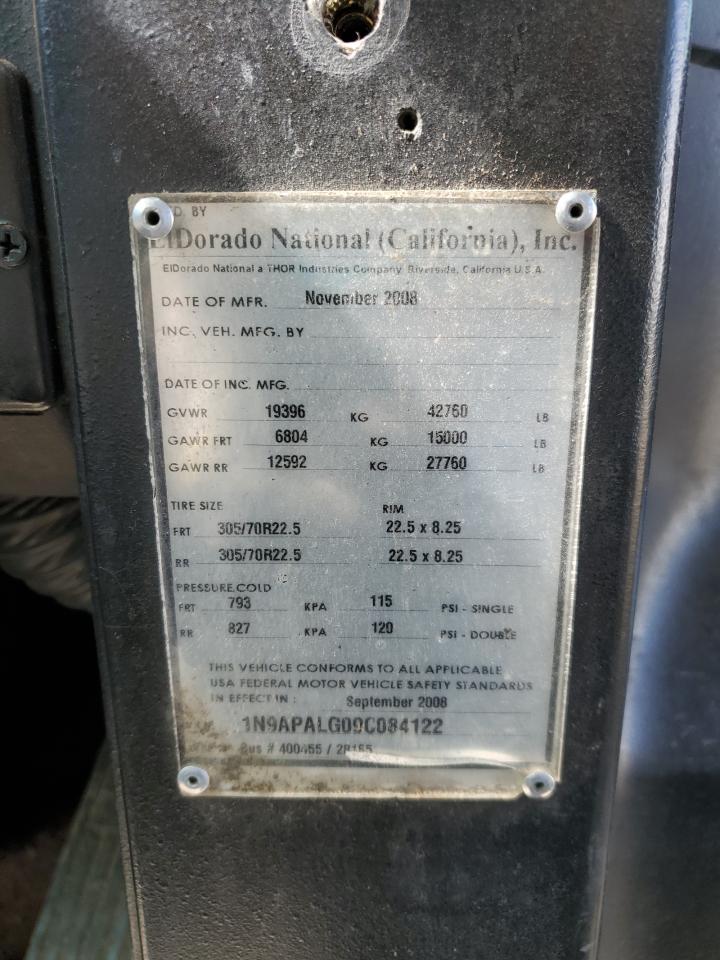 D. BY
ElDorado National (California), Inc.
ElDorado National a THOR Industries Company, Riverside, California U.S.A.
DATE OF MFR. November 2008
INC. VEH. MFG. BY
DATE OF INC. MFG.
GVWR 19396 KG 42760 LB
GAWR FRT 6804 KG 15000 LB
GAWR RR 12592 KG 27760 LB
TIRE SIZE RIM
FRT 305/70R22.5 22.5 x 8.25
RR 305/70R22.5 22.5 x 8.25
PRESSURE, COLD
FRT 793 KPA 115 PSI - SINGLE
RR 827 KPA 120 PSI - DOUBLE
THIS VEHICLE CONFORMS TO ALL APPLICABLE
USA FEDERAL MOTOR VEHICLE SAFETY STANDARDS
IN EFFECT IN : September 2008
1N9APALG09C084122
Bus #